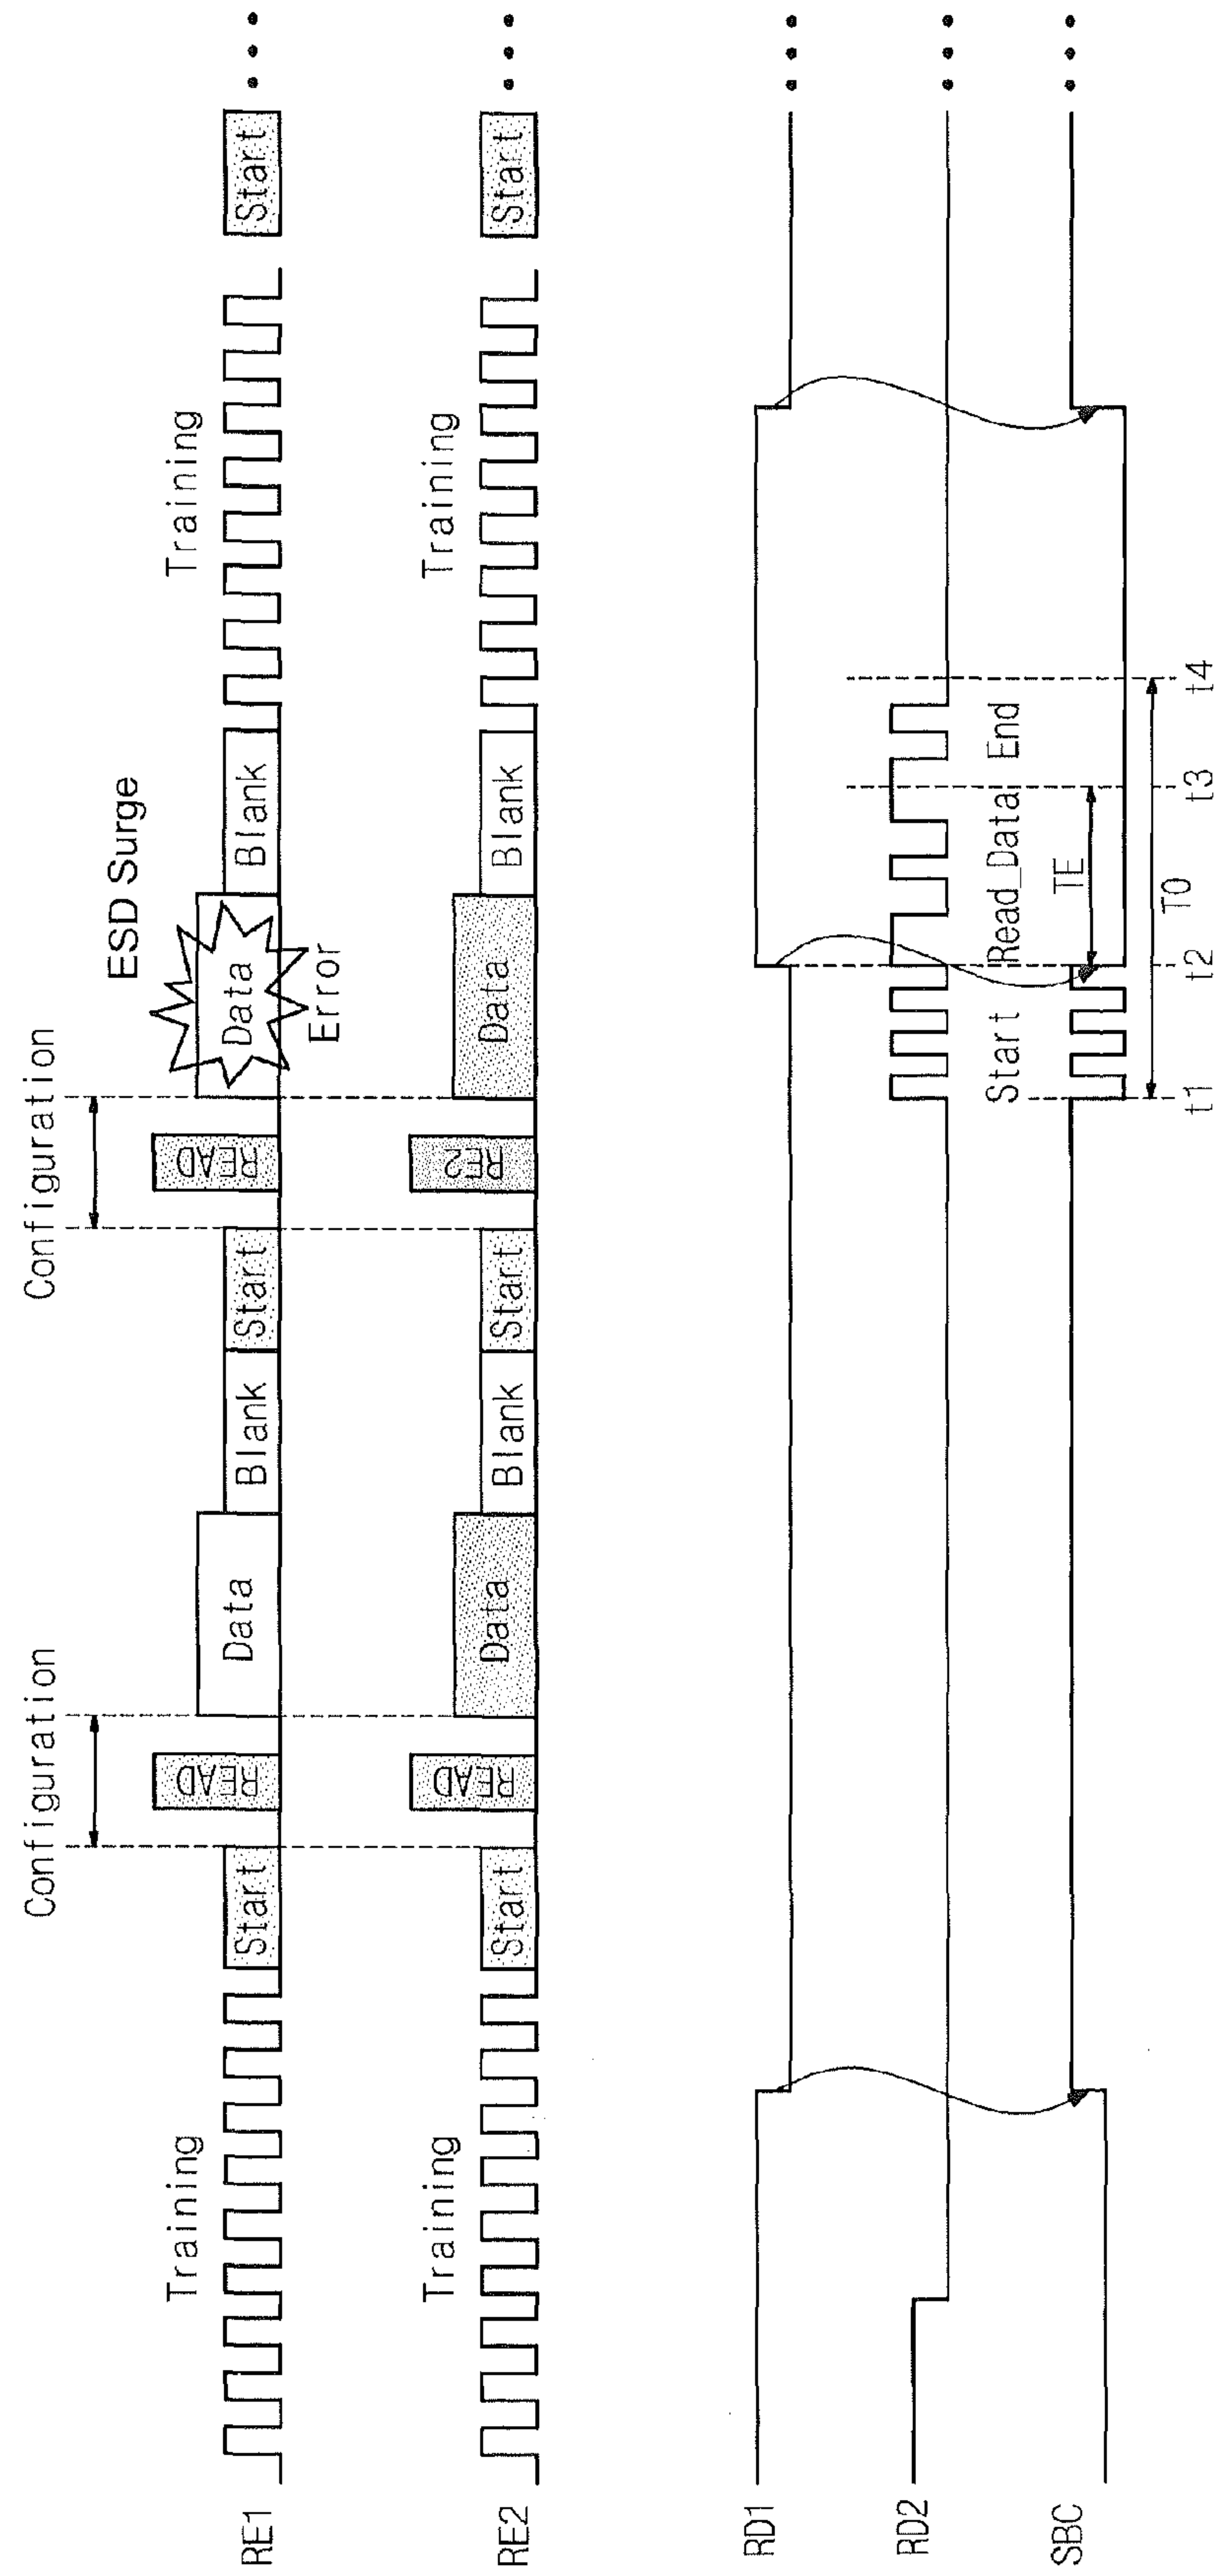 Configuration
Configuration
ESD Surge
Training
Training
RE1
Start
READ
Data
Blank
Start
READ
Data
Blank
Start
Error
Training
Training
RE2
Start
READ
Data
Blank
Start
RE2
Data
Blank
Start
RD1
RD2
Start
Read_Data
End
SBC
TE
T0
t1
t2
t3
t4